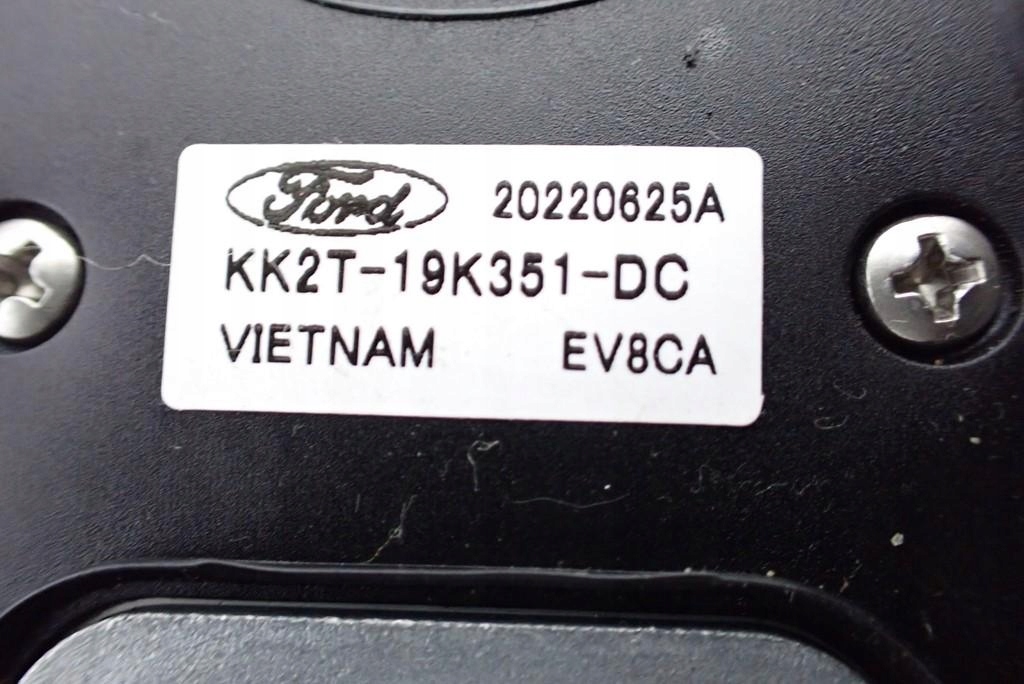 Ford 20220625A
KK2T-19K351-DC
VIETNAM EV8CA